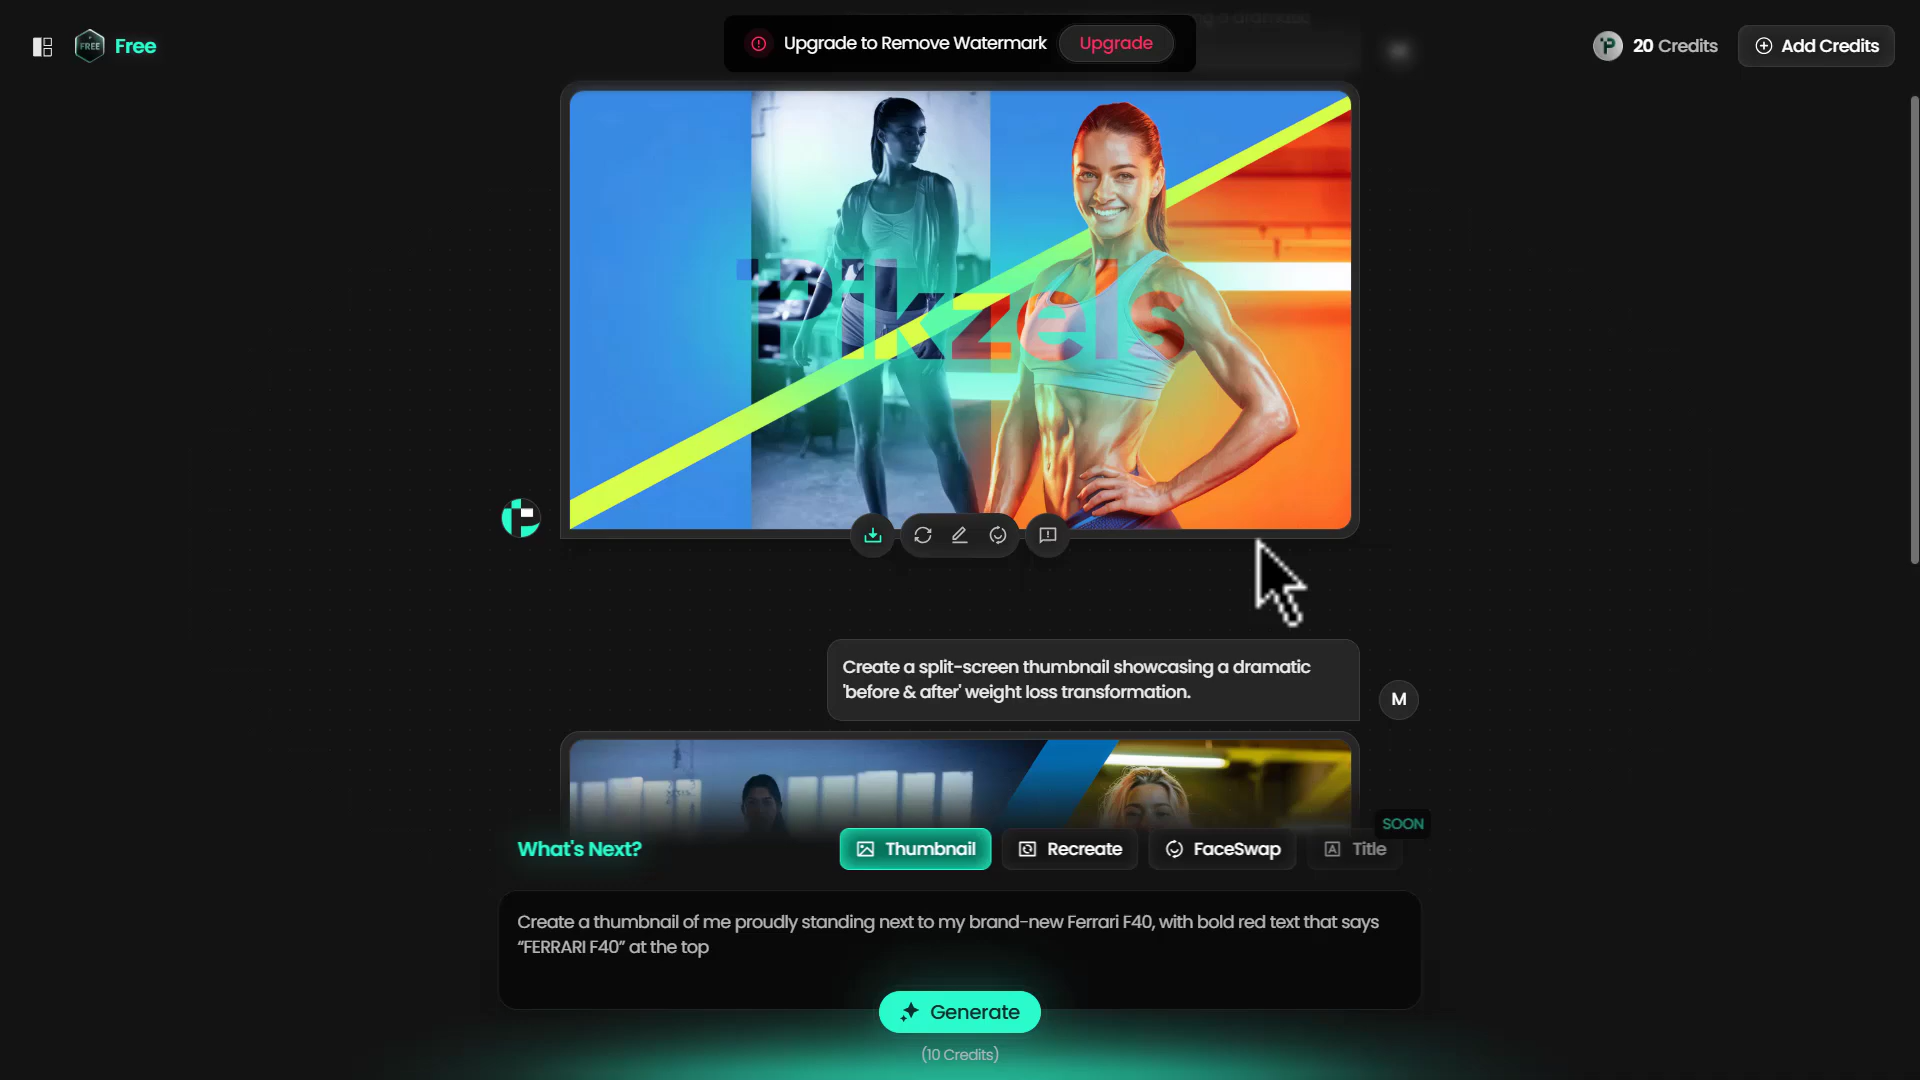 FREE
Free
Upgrade to Remove Watermark
Upgrade
20 Credits
Add Credits
Pikzels
Create a split-screen thumbnail showcasing a dramatic
'before & after' weight loss transformation.
M
SOON
What's Next?
Thumbnail
Recreate
FaceSwap
Title
Create a thumbnail of me proudly standing next to my brand-new Ferrari F40, with bold red text that says
“FERRARI F40” at the top
Generate
(10 Credits)